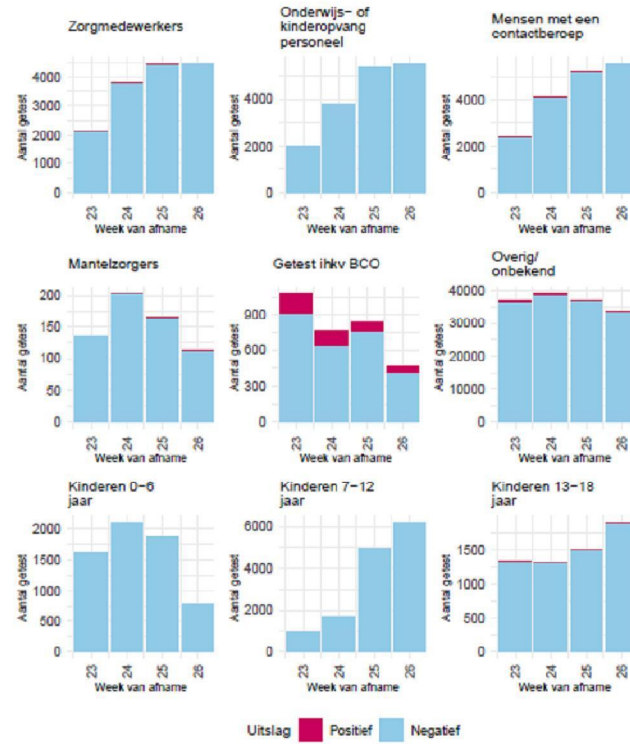 Zorgmedewerkers
Aantal getest
4000
3000
2000
1000
0
23
24
25
26
Week van afname
Onderwijs- of
kinderopvang
personeel
Aantal getest
4000
2000
0
23
24
25
26
Week van afname
Mensen met een
contactberoep
Aantal getest
4000
2000
0
23
24
25
26
Week van afname
Mantelzorgers
Aantal getest
200
150
100
50
0
23
24
25
26
Week van afname
Getest ihkv BCO
Aantal getest
900
600
300
0
23
24
25
26
Week van afname
Overig/
onbekend
Aantal getest
40000
30000
20000
10000
0
23
24
25
26
Week van afname
Kinderen 0-6
jaar
Aantal getest
2000
1500
1000
500
0
23
24
25
26
Week van afname
Kinderen 7-12
jaar
Aantal getest
6000
4000
2000
0
23
24
25
26
Week van afname
Kinderen 13-18
jaar
Aantal getest
1500
1000
500
0
23
24
25
26
Week van afname
Uitslag Positief Negatief